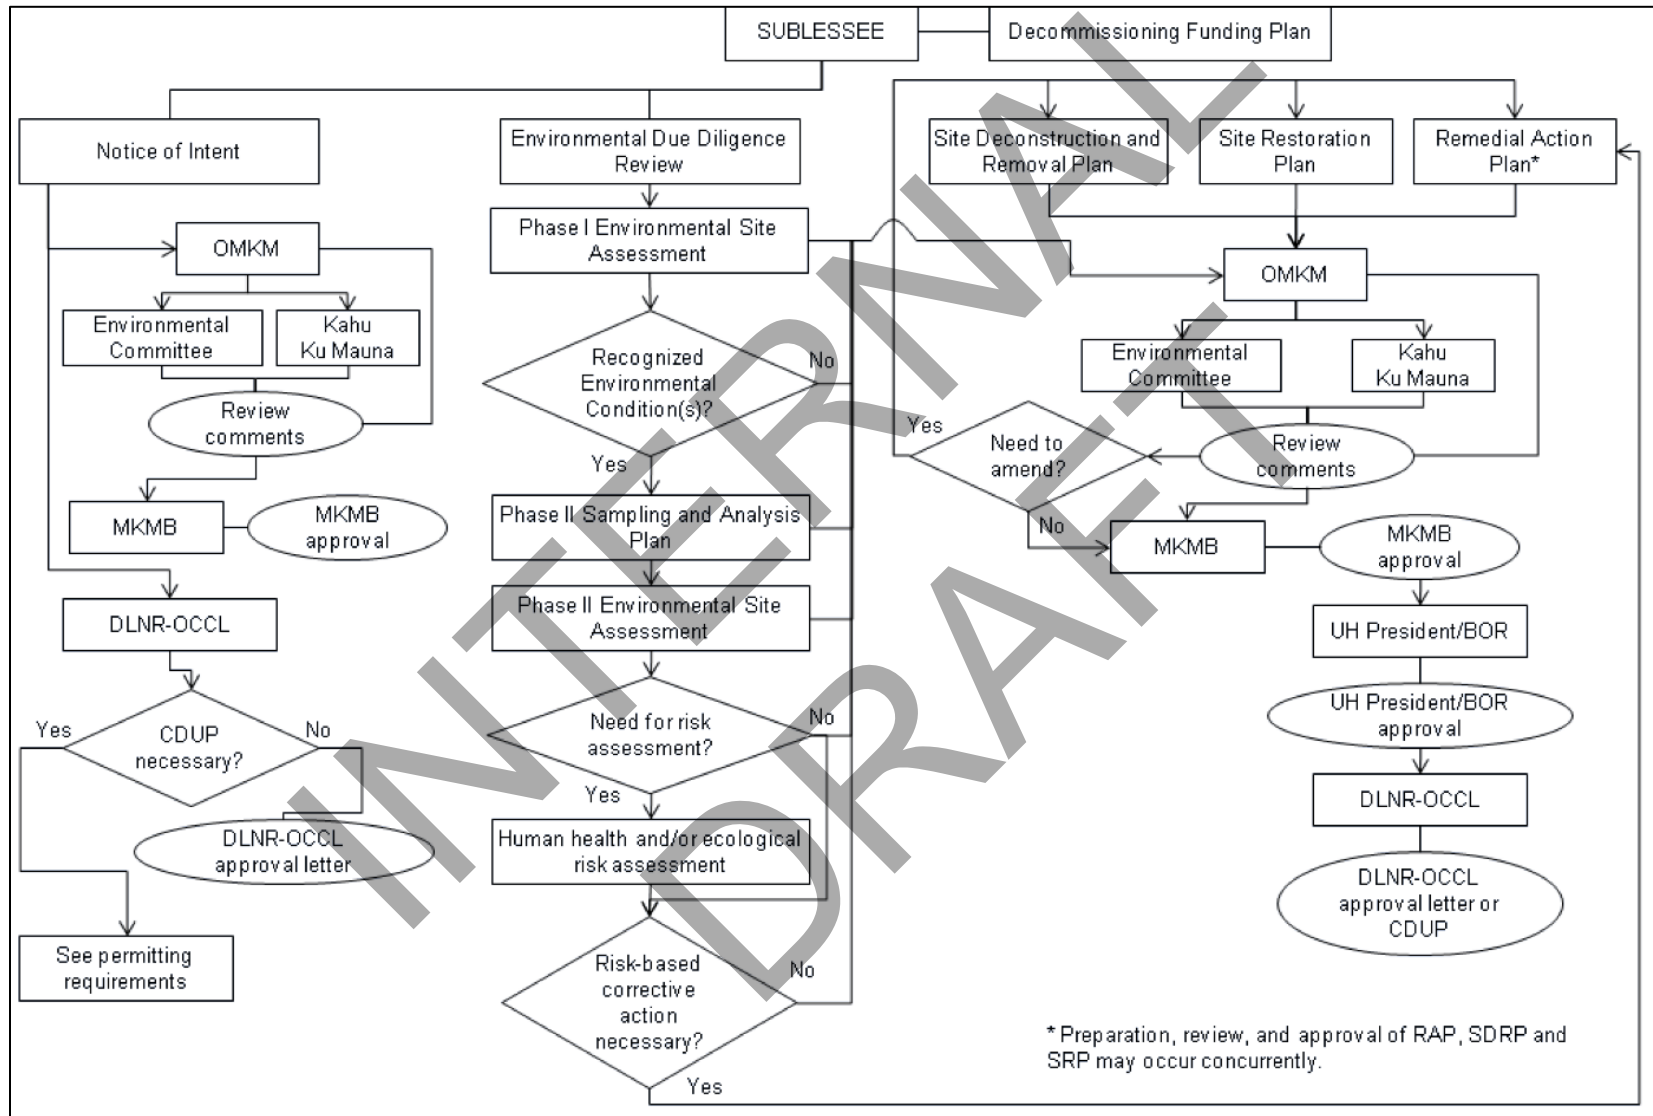 SUBLESSEE
Decommissioning Funding Plan
Notice of Intent
OMKM
Environmental
Committee
Kahu
Ku Mauna
Review
comments
MKMB
MKMB
approval
DLNR-OCCL
CDUP
necessary?
Yes
No
DLNR-OCCL
approval letter
See permitting
requirements
Environmental Due Diligence
Review
Phase I Environmental Site
Assessment
Recognized
Environmental
Condition(s)?
No
Yes
Phase II Sampling and Analysis
Plan
Phase II Environmental Site
Assessment
Need for risk
assessment?
No
Yes
Human health and/or ecological
risk assessment
Risk-based
corrective
action
necessary?
No
Yes
Site Deconstruction and
Removal Plan
Site Restoration
Plan
Remedial Action
Plan*
OMKM
Environmental
Committee
Kahu
Ku Mauna
Review
comments
Need to
amend?
Yes
No
MKMB
MKMB
approval
UH President/BOR
UH President/BOR
approval
DLNR-OCCL
DLNR-OCCL
approval letter or
CDUP
* Preparation, review, and approval of RAP, SDRP and
SRP may occur concurrently.
INTERNAL
DRAFT